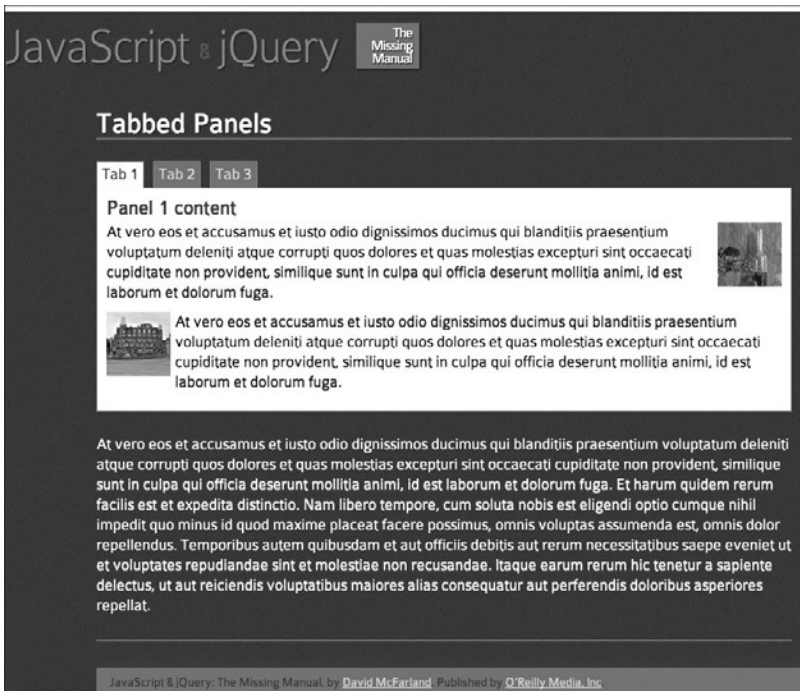 JavaScript & jQuery
The
Missing
Manual
Tabbed Panels
Tab 1 Tab 2 Tab 3
Panel 1 content
At vero eos et accusamus et iusto odio dignissimos ducimus qui blanditiis praesentium
voluptatum deleniti atque corrupti quos dolores et quas molestias excepturi sint occaecati
cupiditate non provident, similique sunt in culpa qui officia deserunt mollitia animi, id est
laborum et dolorum fuga.
At vero eos et accusamus et iusto odio dignissimos ducimus qui blanditiis praesentium
voluptatum deleniti atque corrupti quos dolores et quas molestias excepturi sint occaecati
cupiditate non provident, similique sunt in culpa qui officia deserunt mollitia animi, id est
laborum et dolorum fuga.
At vero eos et accusamus et iusto odio dignissimos ducimus qui blanditiis praesentium voluptatum deleniti
atque corrupti quos dolores et quas molestias excepturi sint occaecati cupiditate non provident, similique
sunt in culpa qui officia deserunt mollitia animi, id est laborum et dolorum fuga. Et harum quidem rerum
facilis est et expedita distinctio. Nam libero tempore, cum soluta nobis est eligendi optio cumque nihil
impedit quo minus id quod maxime placeat facere possimus, omnis voluptas assumenda est, omnis dolor
repellendus. Temporibus autem quibusdam et aut officiis debitis aut rerum necessitatibus saepe eveniet ut
et voluptates repudiandae sint et molestiae non recusandae. Itaque earum rerum hic tenetur a sapiente
delectus, ut aut reiciendis voluptatibus maiores alias consequatur aut perferendis doloribus asperiores
repellat.
JavaScript & jQuery: The Missing Manual, by David McFarland. Published by O'Reilly Media, Inc.